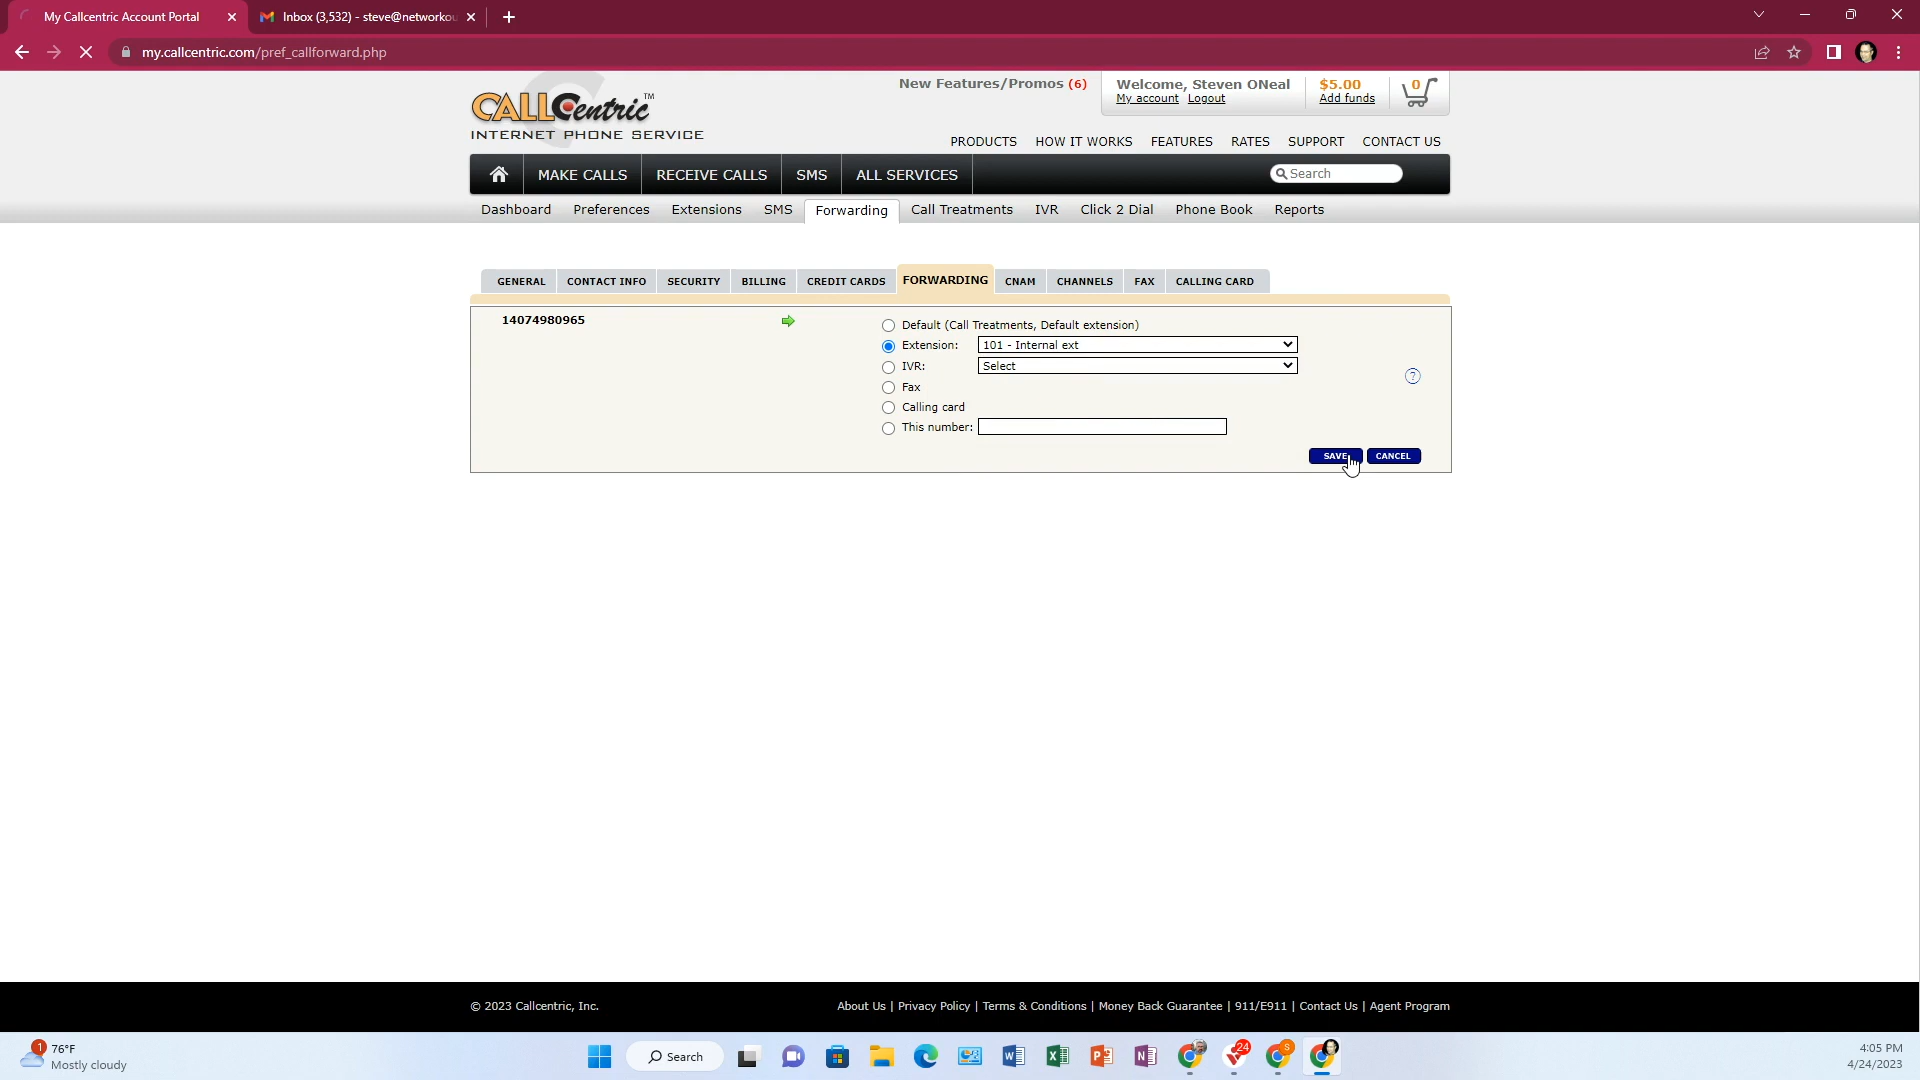 My Callcentric Account Portal
Inbox (3,532) - steve@networkou
my.callcentric.com/pref_callforward.php
New Features/Promos (6)
Welcome, Steven ONeal
$5.00
0
My account Logout
Add funds
CALLCentric™
INTERNET PHONE SERVICE
PRODUCTS HOW IT WORKS FEATURES RATES SUPPORT CONTACT US
MAKE CALLS RECEIVE CALLS SMS ALL SERVICES
Search
Dashboard Preferences Extensions SMS Forwarding Call Treatments IVR Click 2 Dial Phone Book Reports
GENERAL CONTACT INFO SECURITY BILLING CREDIT CARDS FORWARDING CNAM CHANNELS FAX CALLING CARD
14074980965
Default (Call Treatments, Default extension)
Extension: 101 - Internal ext
IVR: Select
?
Fax
Calling card
This number:
SAVE CANCEL
© 2023 Callcentric, Inc.
About Us | Privacy Policy | Terms & Conditions | Money Back Guarantee | 911/E911 | Contact Us | Agent Program
1
76°F
Mostly cloudy
Search
24
S
4:05 PM
4/24/2023